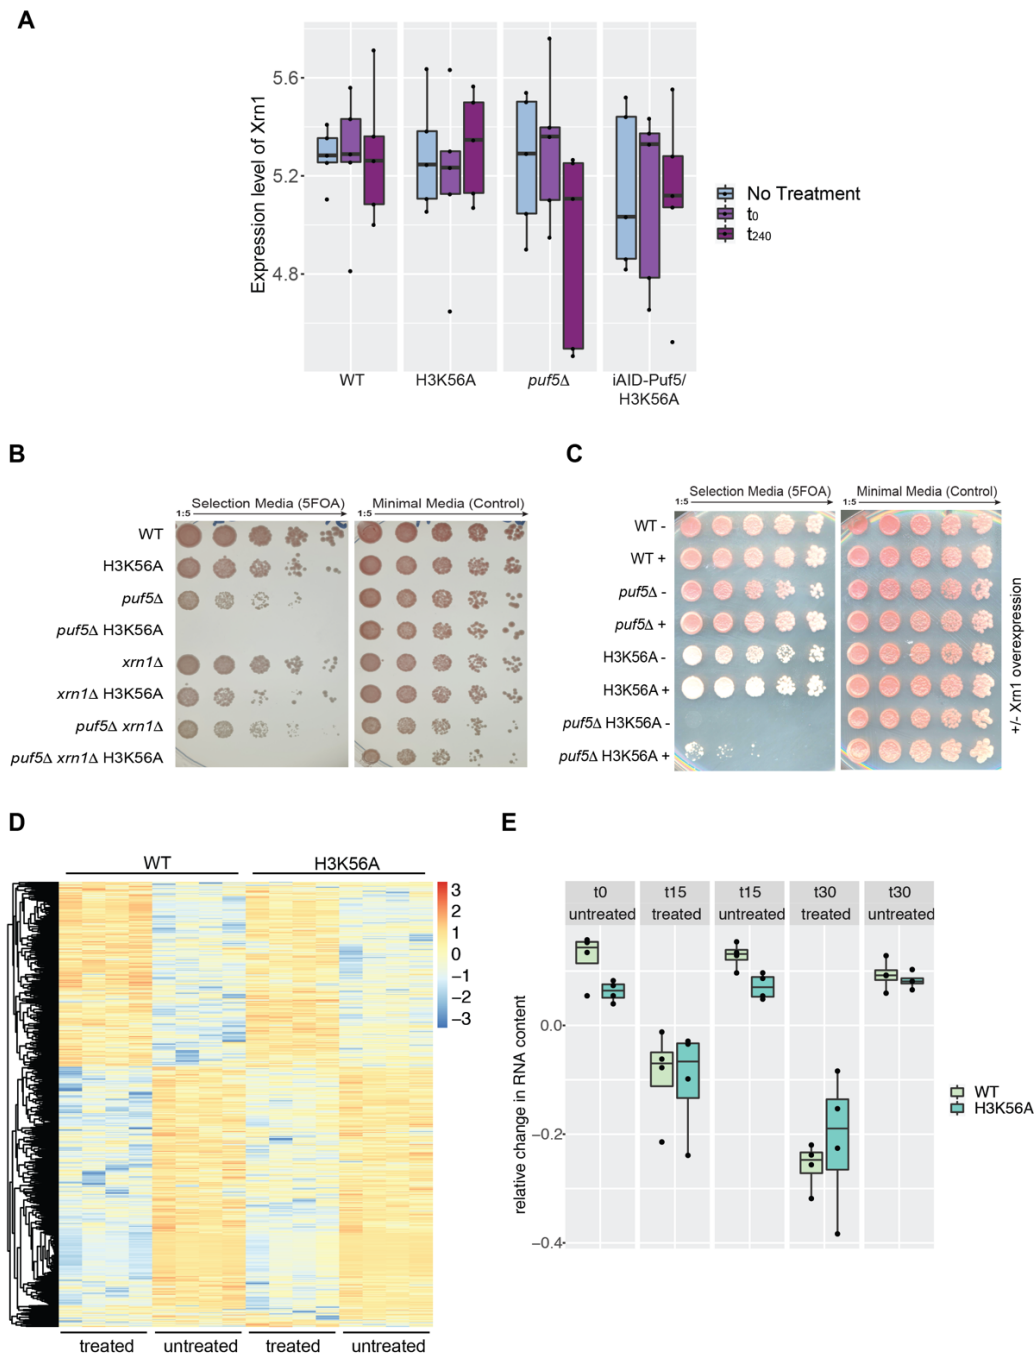 A
Expression level of Xrn1
5.6
5.2
4.8
WT
H3K56A
puf5Δ
iAID-Puf5/
H3K56A
No Treatment
t0
t240
B
Selection Media (5FOA)
Minimal Media (Control)
1:5
1:5
WT
H3K56A
puf5Δ
puf5Δ H3K56A
xrn1Δ
xrn1Δ H3K56A
puf5Δ xrn1Δ
puf5Δ xrn1Δ H3K56A
C
Selection Media (5FOA)
Minimal Media (Control)
1:5
1:5
WT -
WT +
puf5Δ -
puf5Δ +
H3K56A -
H3K56A +
puf5Δ H3K56A -
puf5Δ H3K56A +
+/- Xrn1 overexpression
D
WT
H3K56A
3
2
1
0
−1
−2
−3
treated
untreated
treated
untreated
E
t0
untreated
t15
treated
t15
untreated
t30
treated
t30
untreated
relative change in RNA content
0.0
−0.2
−0.4
WT
H3K56A